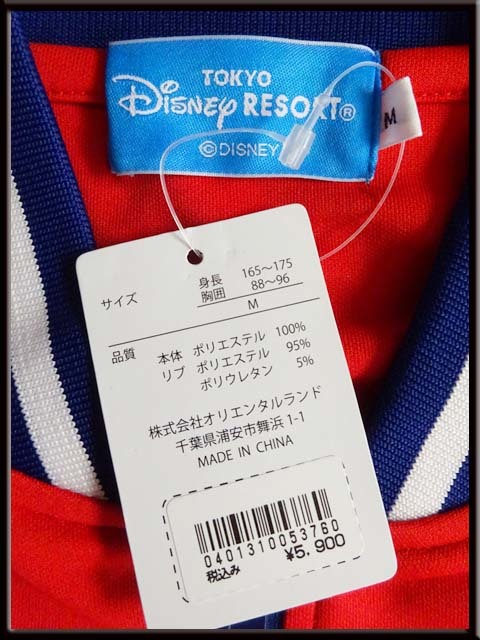 TOKYO
Disney RESORT®
©DISNEY
M
サイズ
身長 165～175
胸囲 88～96
M
品質 本体 ポリエステル 100%
リブ ポリエステル 95%
ポリウレタン 5%
株式会社オリエンタルランド
千葉県浦安市舞浜 1-1
MADE IN CHINA
0401310053760
税込み ¥5,900